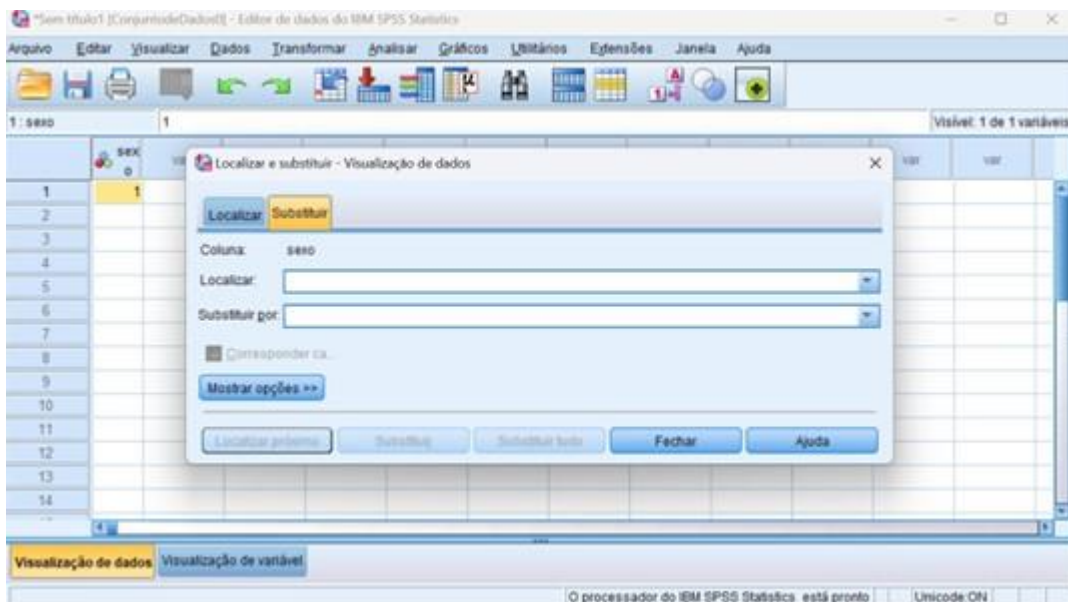 *Sem título1 [ConjuntodeDados0] - Editor de dados do IBM SPSS Statistics
Arquivo Editar Visualizar Dados Transformar Analisar Gráficos Utilitários Extensões Janela Ajuda
1 : sexo 1 Visível: 1 de 1 variáveis
sex
o
var var
Localizar e substituir - Visualização de dados
Localizar Substituir
Coluna: sexo
Localizar:
Substituir por:
Corresponder ca...
Mostrar opções >>
Localizar próximo Substituir Substituir tudo Fechar Ajuda
1 1
2
3
4
5
6
7
8
9
10
11
12
13
14
Visualização de dados Visualização de variável
O processador do IBM SPSS Statistics está pronto Unicode:ON